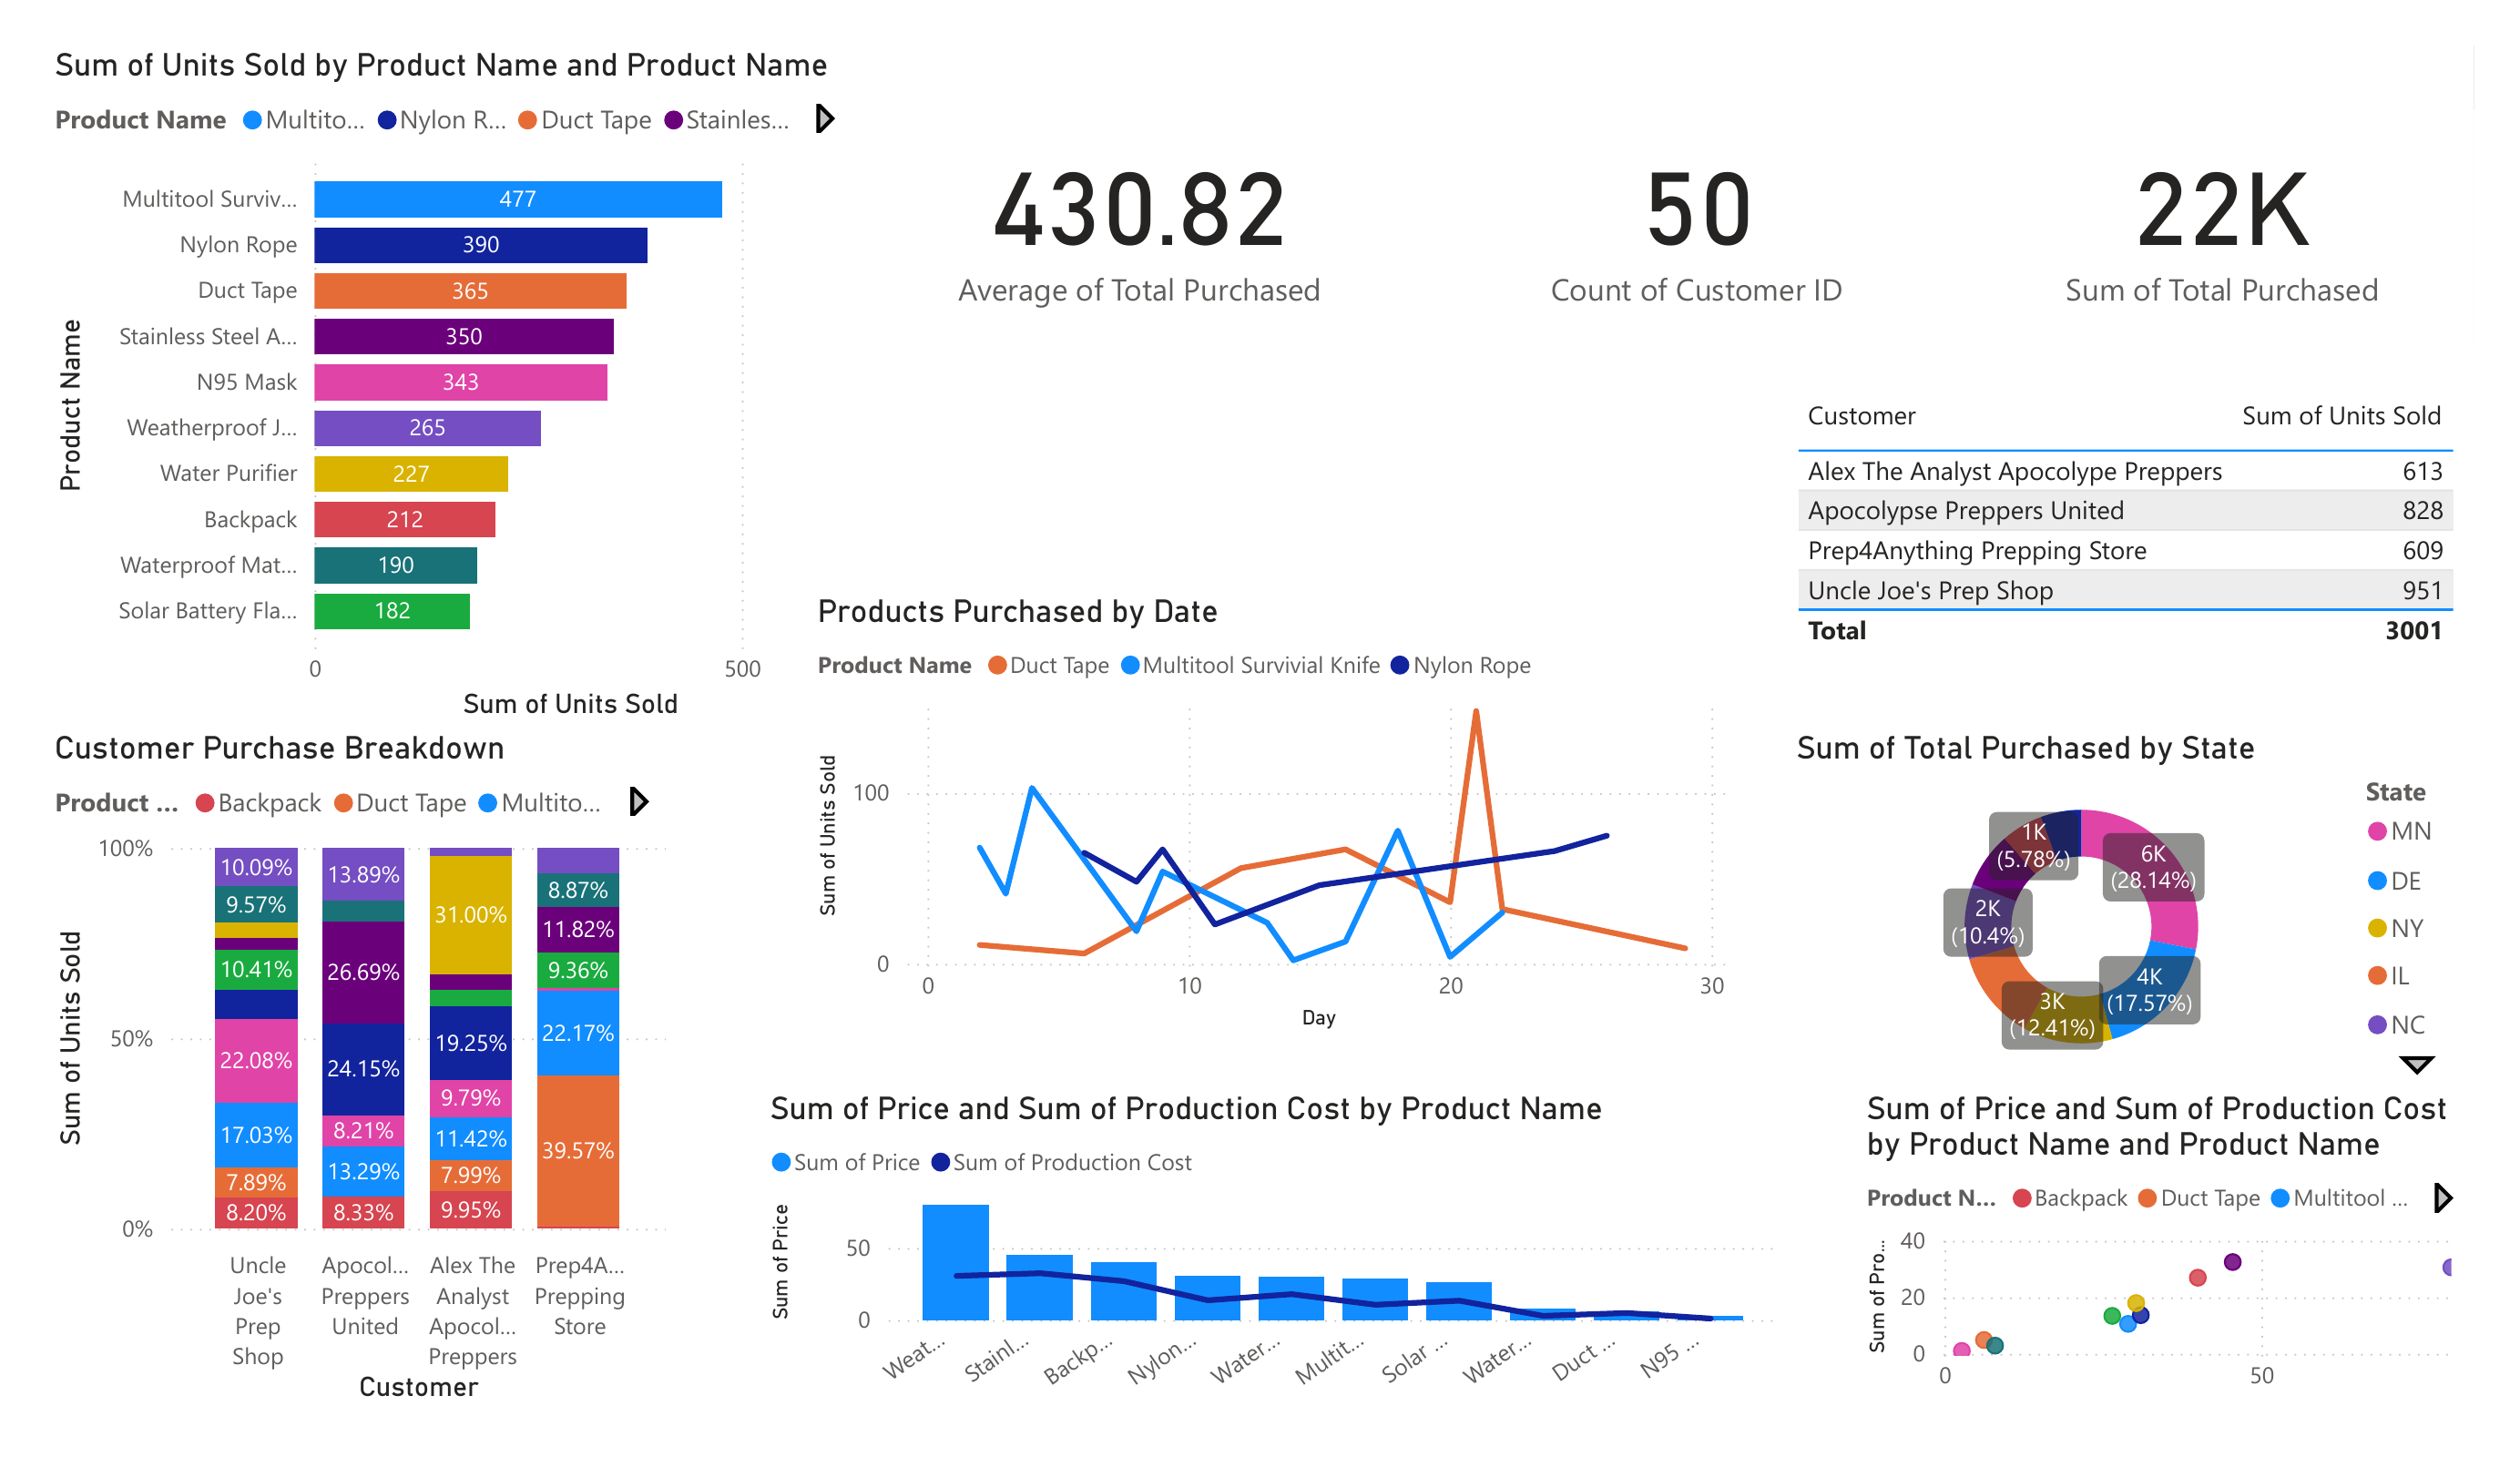 Sum of Units Sold by Product Name and Product Name
Product Name Multito... Nylon R... Duct Tape Stainles...
Product Name
Multitool Surviv... 477
Nylon Rope 390
Duct Tape 365
Stainless Steel A... 350
N95 Mask 343
Weatherproof J... 265
Water Purifier 227
Backpack 212
Waterproof Mat... 190
Solar Battery Fla... 182
0 500
Sum of Units Sold
430.82
Average of Total Purchased
50
Count of Customer ID
22K
Sum of Total Purchased
Customer Sum of Units Sold
Alex The Analyst Apocolype Preppers 613
Apocolypse Preppers United 828
Prep4Anything Prepping Store 609
Uncle Joe's Prep Shop 951
Total 3001
Products Purchased by Date
Product Name Duct Tape Multitool Survivial Knife Nylon Rope
Sum of Units Sold
100
0
0 10 20 30
Day
Customer Purchase Breakdown
Product ... Backpack Duct Tape Multito...
Sum of Units Sold
100%
50%
0%
10.09%
9.57%
10.41%
22.08%
17.03%
7.89%
8.20%
13.89%
26.69%
24.15%
8.21%
13.29%
8.33%
31.00%
19.25%
9.79%
11.42%
7.99%
9.95%
8.87%
11.82%
9.36%
22.17%
39.57%
Uncle
Joe's
Prep
Shop
Apocol...
Preppers
United
Alex The
Analyst
Apocol...
Preppers
Prep4A...
Prepping
Store
Customer
Sum of Total Purchased by State
State
MN
DE
NY
IL
NC
1K
(5.78%)
6K
(28.14%)
2K
(10.4%)
4K
(17.57%)
3K
(12.41%)
Sum of Price and Sum of Production Cost by Product Name
Sum of Price Sum of Production Cost
Sum of Price
50
0
Weat...
Stainl...
Backp...
Nylon...
Water...
Multit...
Solar ...
Water...
Duct ...
N95 ...
Sum of Price and Sum of Production Cost
by Product Name and Product Name
Product N... Backpack Duct Tape Multitool ...
Sum of Pro...
40
20
0
0 50